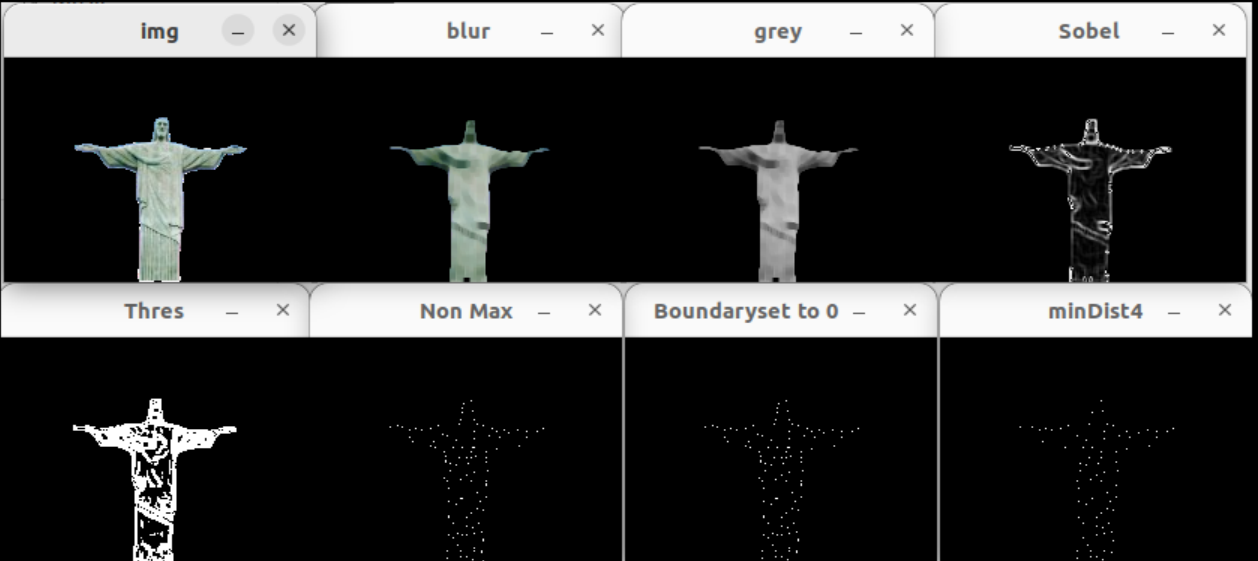 img
blur
grey
Sobel
Thres
Non Max
Boundaryset to 0
minDist4